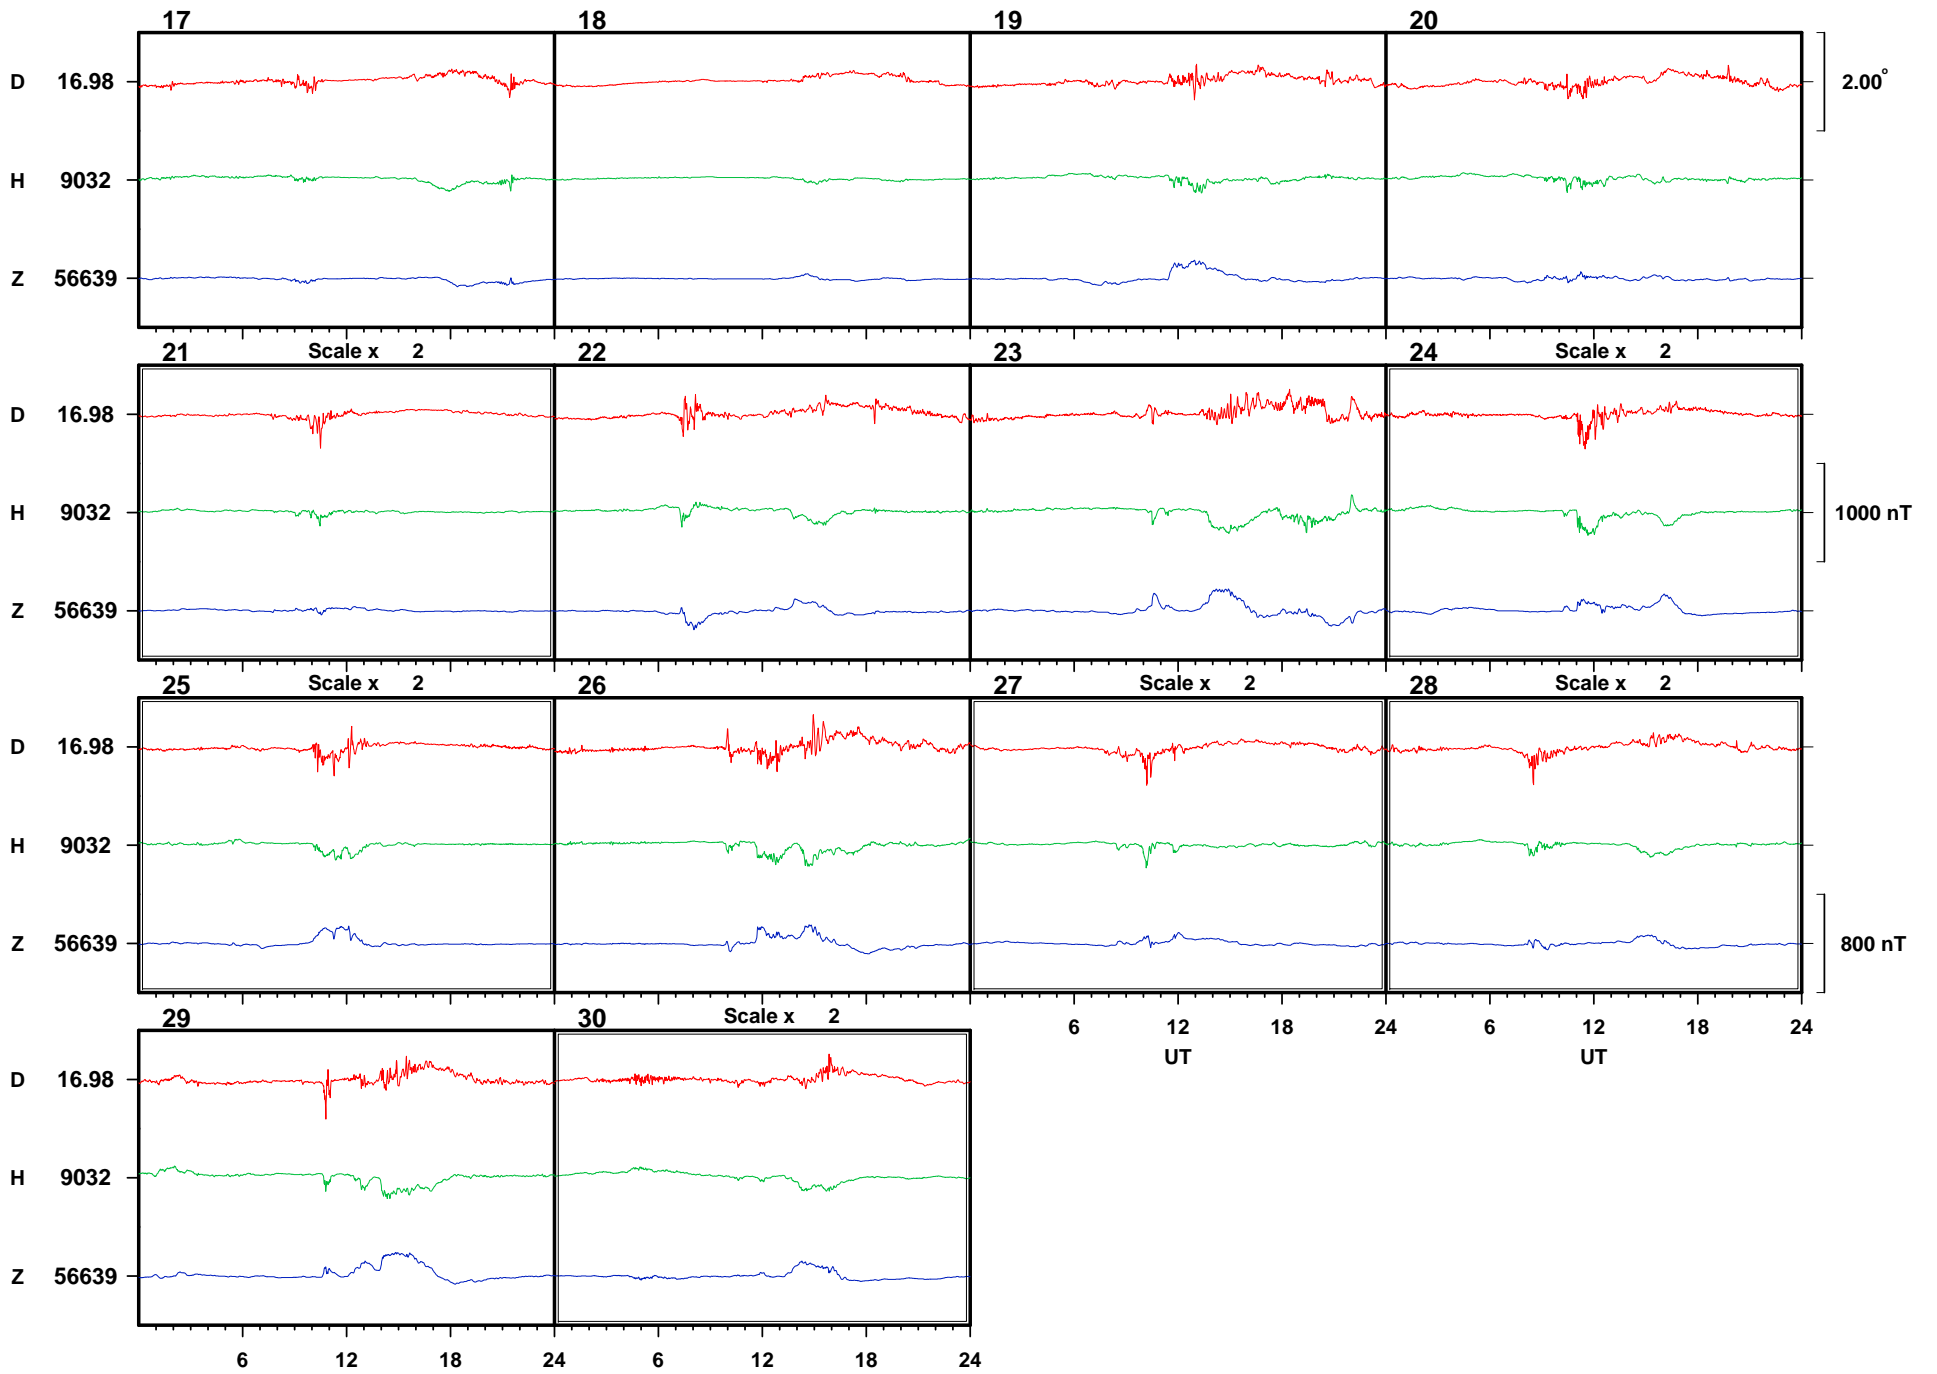 17 18 19 20
D 16.98 2.00°
H 9032
Z 56639
21 Scale x 2 22 23 24 Scale x 2
D 16.98
H 9032 1000 nT
Z 56639
25 Scale x 2 26 27 Scale x 2 28 Scale x 2
D 16.98
H 9032
Z 56639 800 nT
29 30 Scale x 2 6 12 18 24 6 12 18 24
UT UT
D 16.98
H 9032
Z 56639
6 12 18 24 6 12 18 24